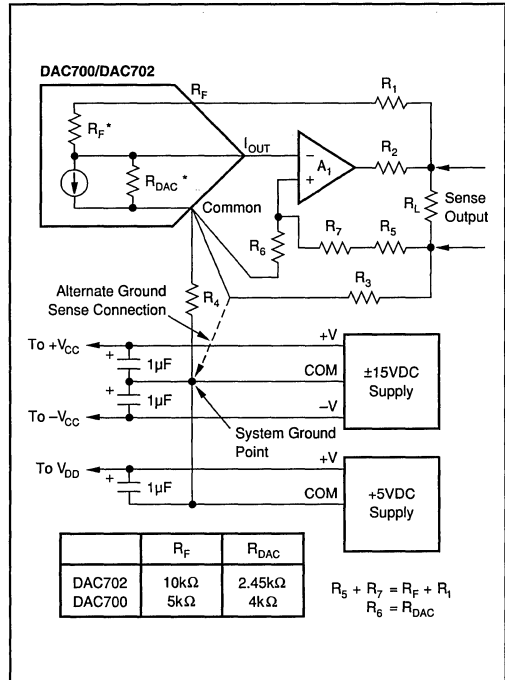 DAC700/DAC702
R_F
R_1
R_F*
I_OUT
R_2
−
A_1
+
R_DAC*
Common
R_L
Sense
Output
R_6
R_7
R_5
R_3
R_4
Alternate Ground
Sense Connection
To +V_CC
+V
+
1µF
COM
±15VDC
Supply
+
1µF
To −V_CC
−V
System Ground
Point
To V_DD
+V
+
1µF
COM
+5VDC
Supply
R_F R_DAC
DAC702 10kΩ 2.45kΩ
DAC700 5kΩ 4kΩ
R_5 + R_7 = R_F + R_1
R_6 = R_DAC